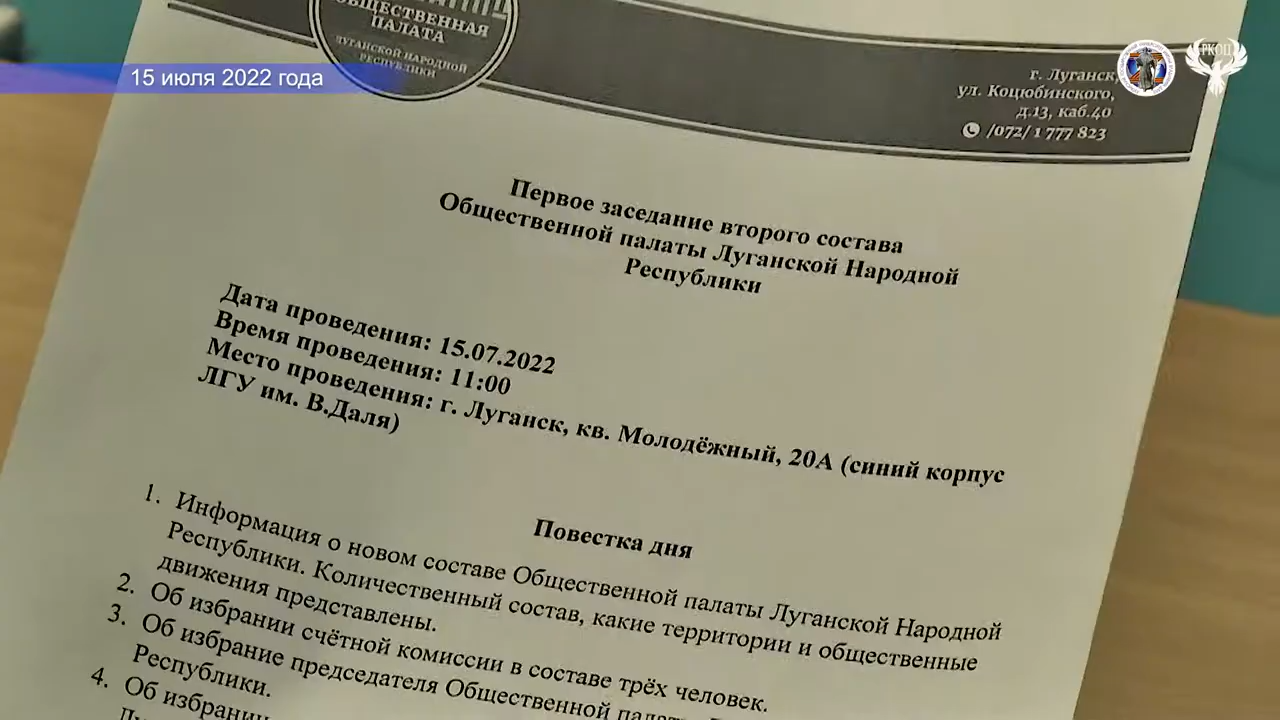 ОБЩЕСТВЕННАЯ
ПАЛАТА
ЛУГАНСКОЙ НАРОДНОЙ
РЕСПУБЛИКИ
15 июля 2022 года
РКОЦ
г. Луганск,
ул. Коцюбинского,
д.13, каб.40
/072/ 1 777 823
Первое заседание второго состава
Общественной палаты Луганской Народной
Республики
Дата проведения: 15.07.2022
Время проведения: 11:00
Место проведения: г. Луганск, кв. Молодёжный, 20А (синий корпус
ЛГУ им. В.Даля)
Повестка дня
1. Информация о новом составе Общественной палаты Луганской Народной
Республики. Количественный состав, какие территории и общественные
движения представлены.
2. Об избрании счётной комиссии в составе трёх человек.
3. Об избрание председателя Общественной
Республики.
4. Об избрании